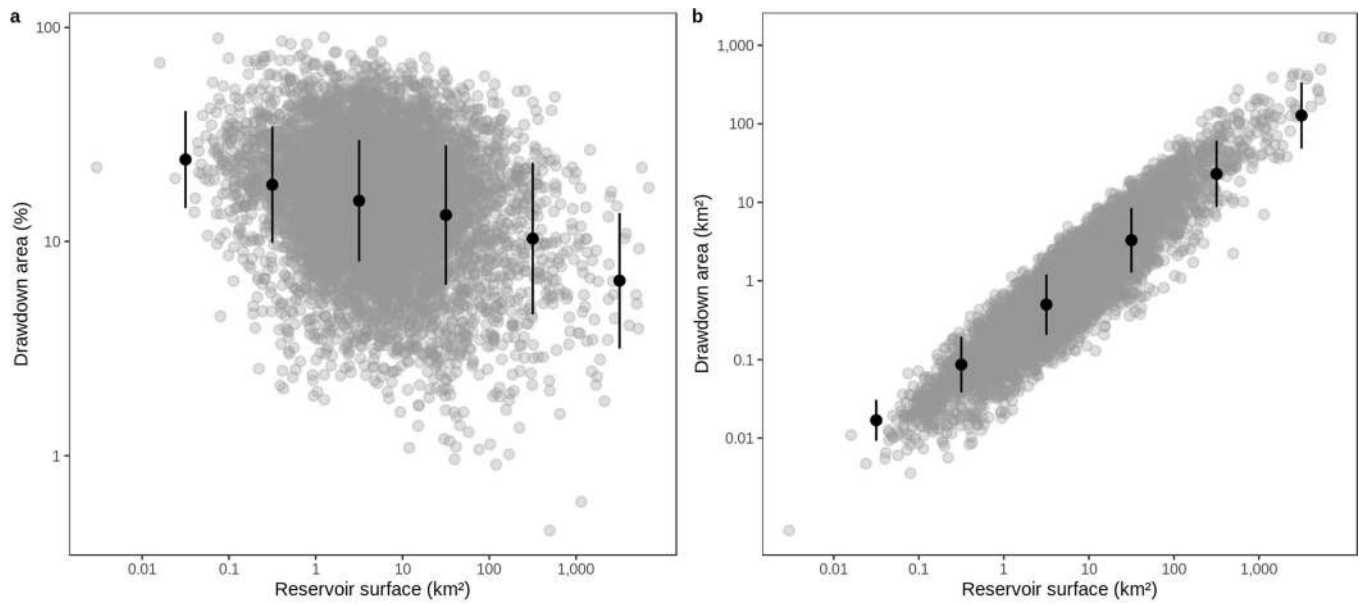 a
100
10
1
Drawdown area (%)
0.01 0.1 1 10 100 1,000
Reservoir surface (km²)
b
1,000
100
10
1
0.1
0.01
Drawdown area (km²)
0.01 0.1 1 10 100 1,000
Reservoir surface (km²)